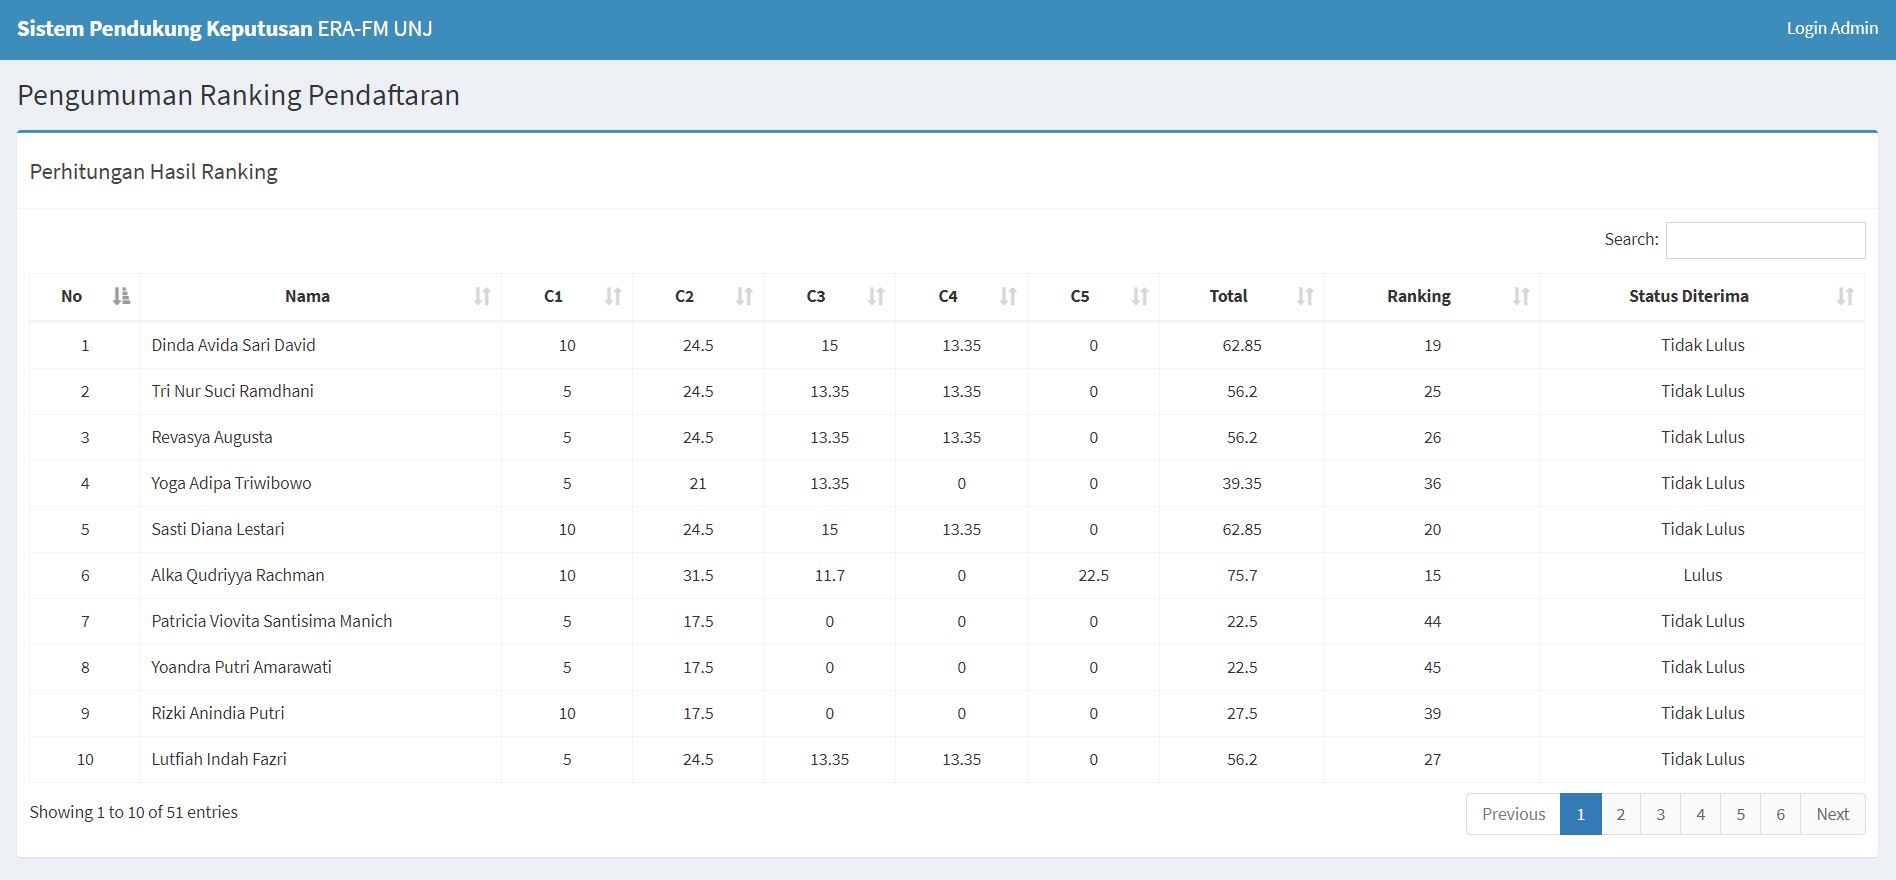 Sistem Pendukung Keputusan ERA-FM UNJ Login Admin
Pengumuman Ranking Pendaftaran
Perhitungan Hasil Ranking
Search:
No Nama C1 C2 C3 C4 C5 Total Ranking Status Diterima
1 Dinda Avida Sari David 10 24.5 15 13.35 0 62.85 19 Tidak Lulus
2 Tri Nur Suci Ramdhani 5 24.5 13.35 13.35 0 56.2 25 Tidak Lulus
3 Revasya Augusta 5 24.5 13.35 13.35 0 56.2 26 Tidak Lulus
4 Yoga Adipa Triwibowo 5 21 13.35 0 0 39.35 36 Tidak Lulus
5 Sasti Diana Lestari 10 24.5 15 13.35 0 62.85 20 Tidak Lulus
6 Alka Qudriyya Rachman 10 31.5 11.7 0 22.5 75.7 15 Lulus
7 Patricia Viovita Santisima Manich 5 17.5 0 0 0 22.5 44 Tidak Lulus
8 Yoandra Putri Amarawati 5 17.5 0 0 0 22.5 45 Tidak Lulus
9 Rizki Anindia Putri 10 17.5 0 0 0 27.5 39 Tidak Lulus
10 Lutfiah Indah Fazri 5 24.5 13.35 13.35 0 56.2 27 Tidak Lulus
Showing 1 to 10 of 51 entries Previous 1 2 3 4 5 6 Next